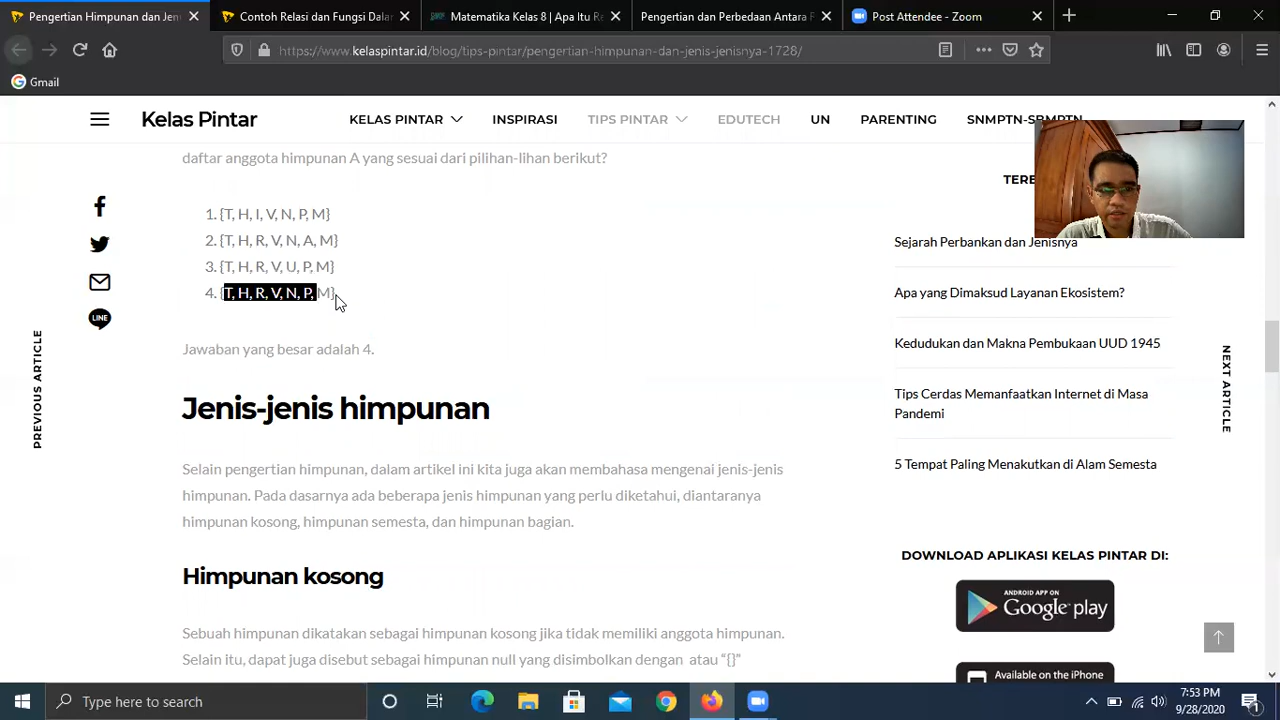 Pengertian Himpunan dan Jen
Contoh Relasi dan Fungsi Dalar
Matematika Kelas 8 | Apa Itu Re
Pengertian dan Perbedaan Antara F
Post Attendee - Zoom
https://www.kelaspintar.id/blog/tips-pintar/pengertian-himpunan-dan-jenis-jenisnya-1728/
Gmail
Kelas Pintar
KELAS PINTAR
INSPIRASI
TIPS PINTAR
EDUTECH
UN
PARENTING
SNMPTN-SBMPTN
daftar anggota himpunan A yang sesuai dari pilihan-lihan berikut?
1. {T, H, I, V, N, P, M}
2. {T, H, R, V, N, A, M}
3. {T, H, R, V, U, P, M}
4. {T, H, R, V, N, P, M}
Jawaban yang besar adalah 4.
Jenis-jenis himpunan
Selain pengertian himpunan, dalam artikel ini kita juga akan membahasa mengenai jenis-jenis
himpunan. Pada dasarnya ada beberapa jenis himpunan yang perlu diketahui, diantaranya
himpunan kosong, himpunan semesta, dan himpunan bagian.
Himpunan kosong
Sebuah himpunan dikatakan sebagai himpunan kosong jika tidak memiliki anggota himpunan.
Selain itu, dapat juga disebut sebagai himpunan null yang disimbolkan dengan atau “{}”
LINE
PREVIOUS ARTICLE
NEXT ARTICLE
Sejarah Perbankan dan Jenisnya
Apa yang Dimaksud Layanan Ekosistem?
Kedudukan dan Makna Pembukaan UUD 1945
Tips Cerdas Memanfaatkan Internet di Masa
Pandemi
5 Tempat Paling Menakutkan di Alam Semesta
DOWNLOAD APLIKASI KELAS PINTAR DI:
ANDROID APP ON
Google play
Available on the iPhone
Type here to search
7:53 PM
9/28/2020
1